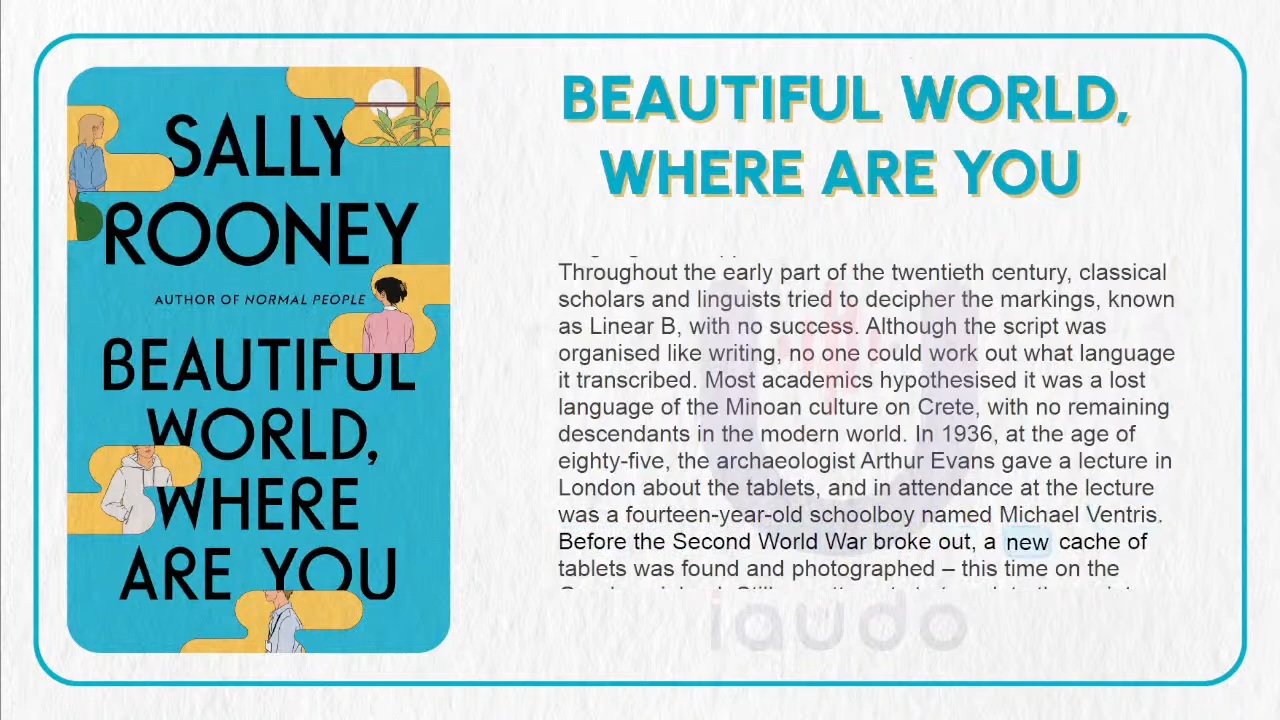 SALLY
ROONEY
AUTHOR OF NORMAL PEOPLE
BEAUTIFUL
WORLD,
WHERE
ARE YOU
BEAUTIFUL WORLD,
WHERE ARE YOU
Throughout the early part of the twentieth century, classical
scholars and linguists tried to decipher the markings, known
as Linear B, with no success. Although the script was
organised like writing, no one could work out what language
it transcribed. Most academics hypothesised it was a lost
language of the Minoan culture on Crete, with no remaining
descendants in the modern world. In 1936, at the age of
eighty-five, the archaeologist Arthur Evans gave a lecture in
London about the tablets, and in attendance at the lecture
was a fourteen-year-old schoolboy named Michael Ventris.
Before the Second World War broke out, a new cache of
tablets was found and photographed – this time on the
iaudo